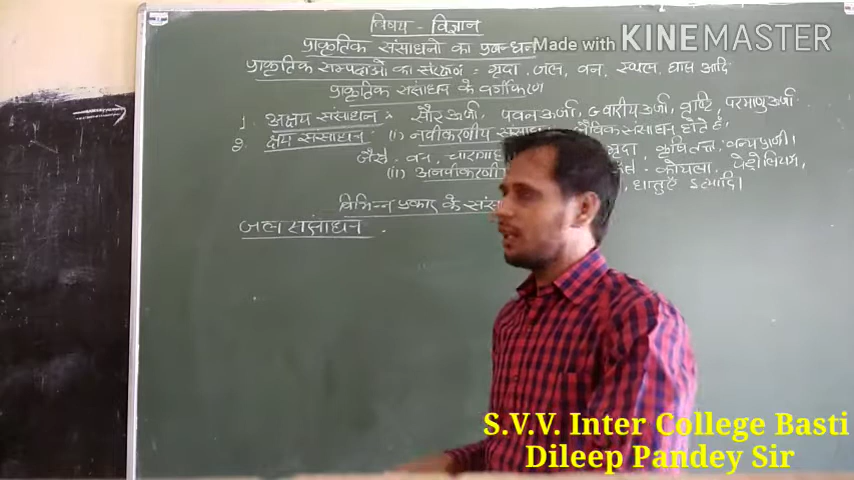 विषय - विज्ञान
प्राकृतिक संसाधनो का प्रबन्धन
Made with KINEMASTER
प्राकृतिक सम्पदाओं का संरक्षण = मृदा, जल, वन, स्थल, घास आदि
प्राकृतिक संसाधन के वर्गीकरण
1. अक्षय संसाधन : सौर ऊर्जा, पवन ऊर्जा, ज्वारीय ऊर्जा, वृष्टि, परमाणु ऊर्जा
2. क्षय संसाधन : (i) नवीकरणीय संसाधन जैविक संसाधन होते है,
जैसे - वन, चारागाह मृदा, कृषि तन्त्र, वन्य प्राणी।
(ii) अनवीकरणीय - कोयला, पेट्रोलियम,
धातुएँ इत्यादि।
विभिन्न प्रकार के
जल संसाधन .
S.V.V. Inter College Basti
Dileep Pandey Sir